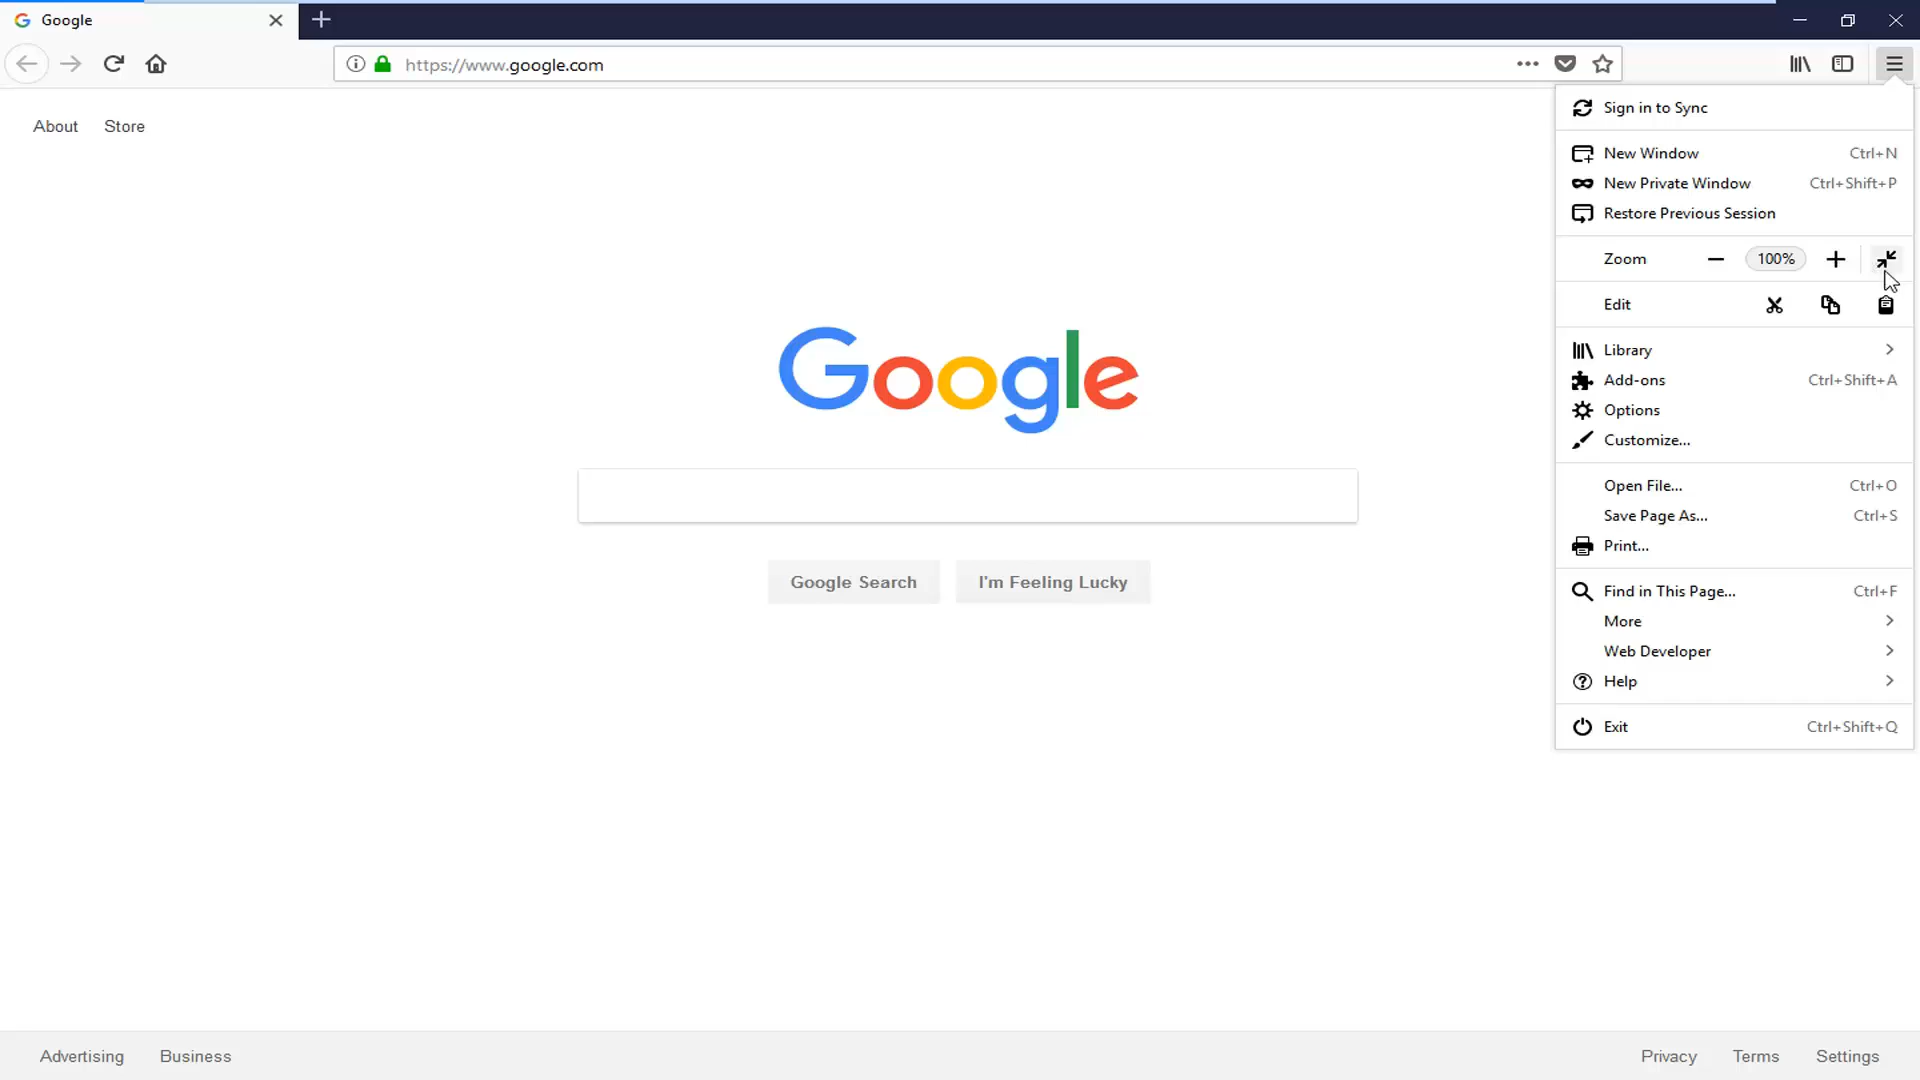 Google
https://www.google.com
About Store
Sign in to Sync
New Window Ctrl+N
New Private Window Ctrl+Shift+P
Restore Previous Session
Zoom 100%
Edit
Library
Add-ons Ctrl+Shift+A
Options
Customize...
Open File... Ctrl+O
Save Page As... Ctrl+S
Print...
Find in This Page... Ctrl+F
More
Web Developer
Help
Exit Ctrl+Shift+Q
Google
Google Search I'm Feeling Lucky
Advertising Business Privacy Terms Settings